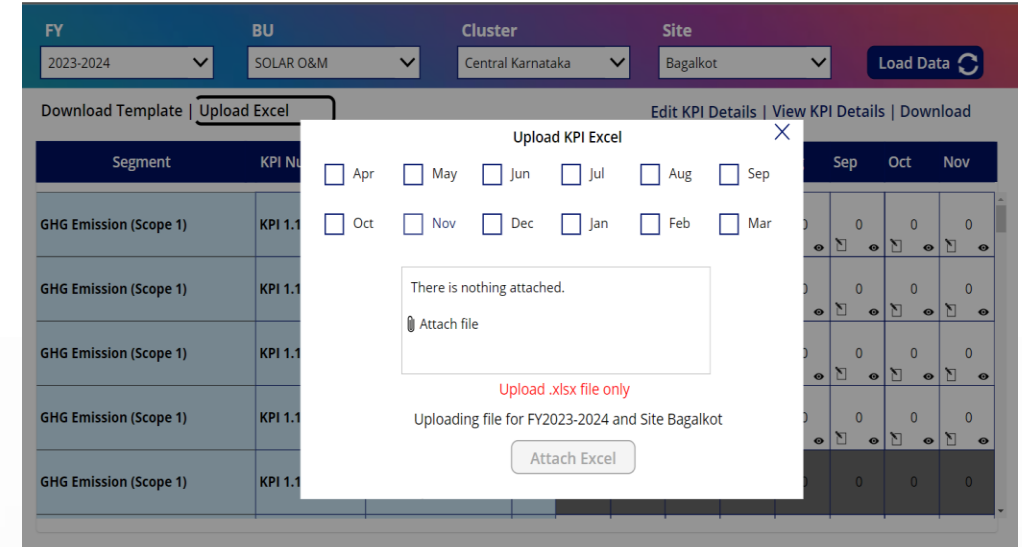 FY BU Cluster Site
2023-2024 SOLAR O&M Central Karnataka Bagalkot Load Data
Download Template | Upload Excel Edit KPI Details | View KPI Details | Download
Upload KPI Excel
Segment Sep Oct Nov
Apr May Jun Jul Aug Sep
Oct Nov Dec Jan Feb Mar
GHG Emission (Scope 1) KPI 1.1 0 0 0
GHG Emission (Scope 1) KPI 1.1 0 0 0
There is nothing attached.
Attach file
GHG Emission (Scope 1) KPI 1.1 0 0 0
Upload .xlsx file only
GHG Emission (Scope 1) KPI 1.1 0 0 0
Uploading file for FY2023-2024 and Site Bagalkot
Attach Excel
GHG Emission (Scope 1) KPI 1.1 0 0 0